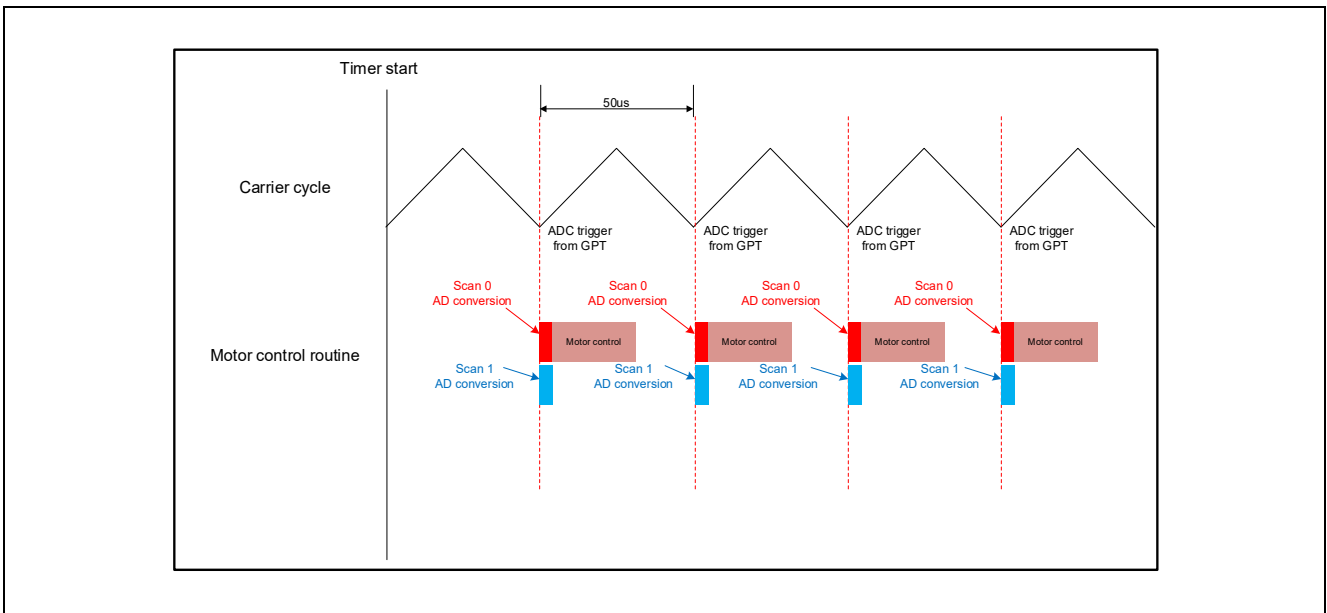 Timer start
50us
Carrier cycle
ADC trigger
from GPT
ADC trigger
from GPT
ADC trigger
from GPT
ADC trigger
from GPT
Scan 0
AD conversion
Scan 0
AD conversion
Scan 0
AD conversion
Scan 0
AD conversion
Motor control routine
Motor control
Motor control
Motor control
Motor control
Scan 1
AD conversion
Scan 1
AD conversion
Scan 1
AD conversion
Scan 1
AD conversion